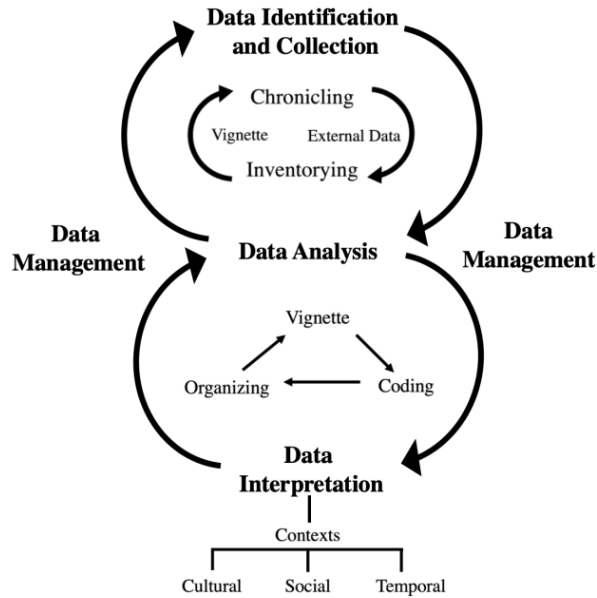 Data Identification
and Collection
Chronicling
Vignette
External Data
Inventorying
Data
Management
Data Analysis
Data
Management
Vignette
Organizing
Coding
Data
Interpretation
Contexts
Cultural
Social
Temporal